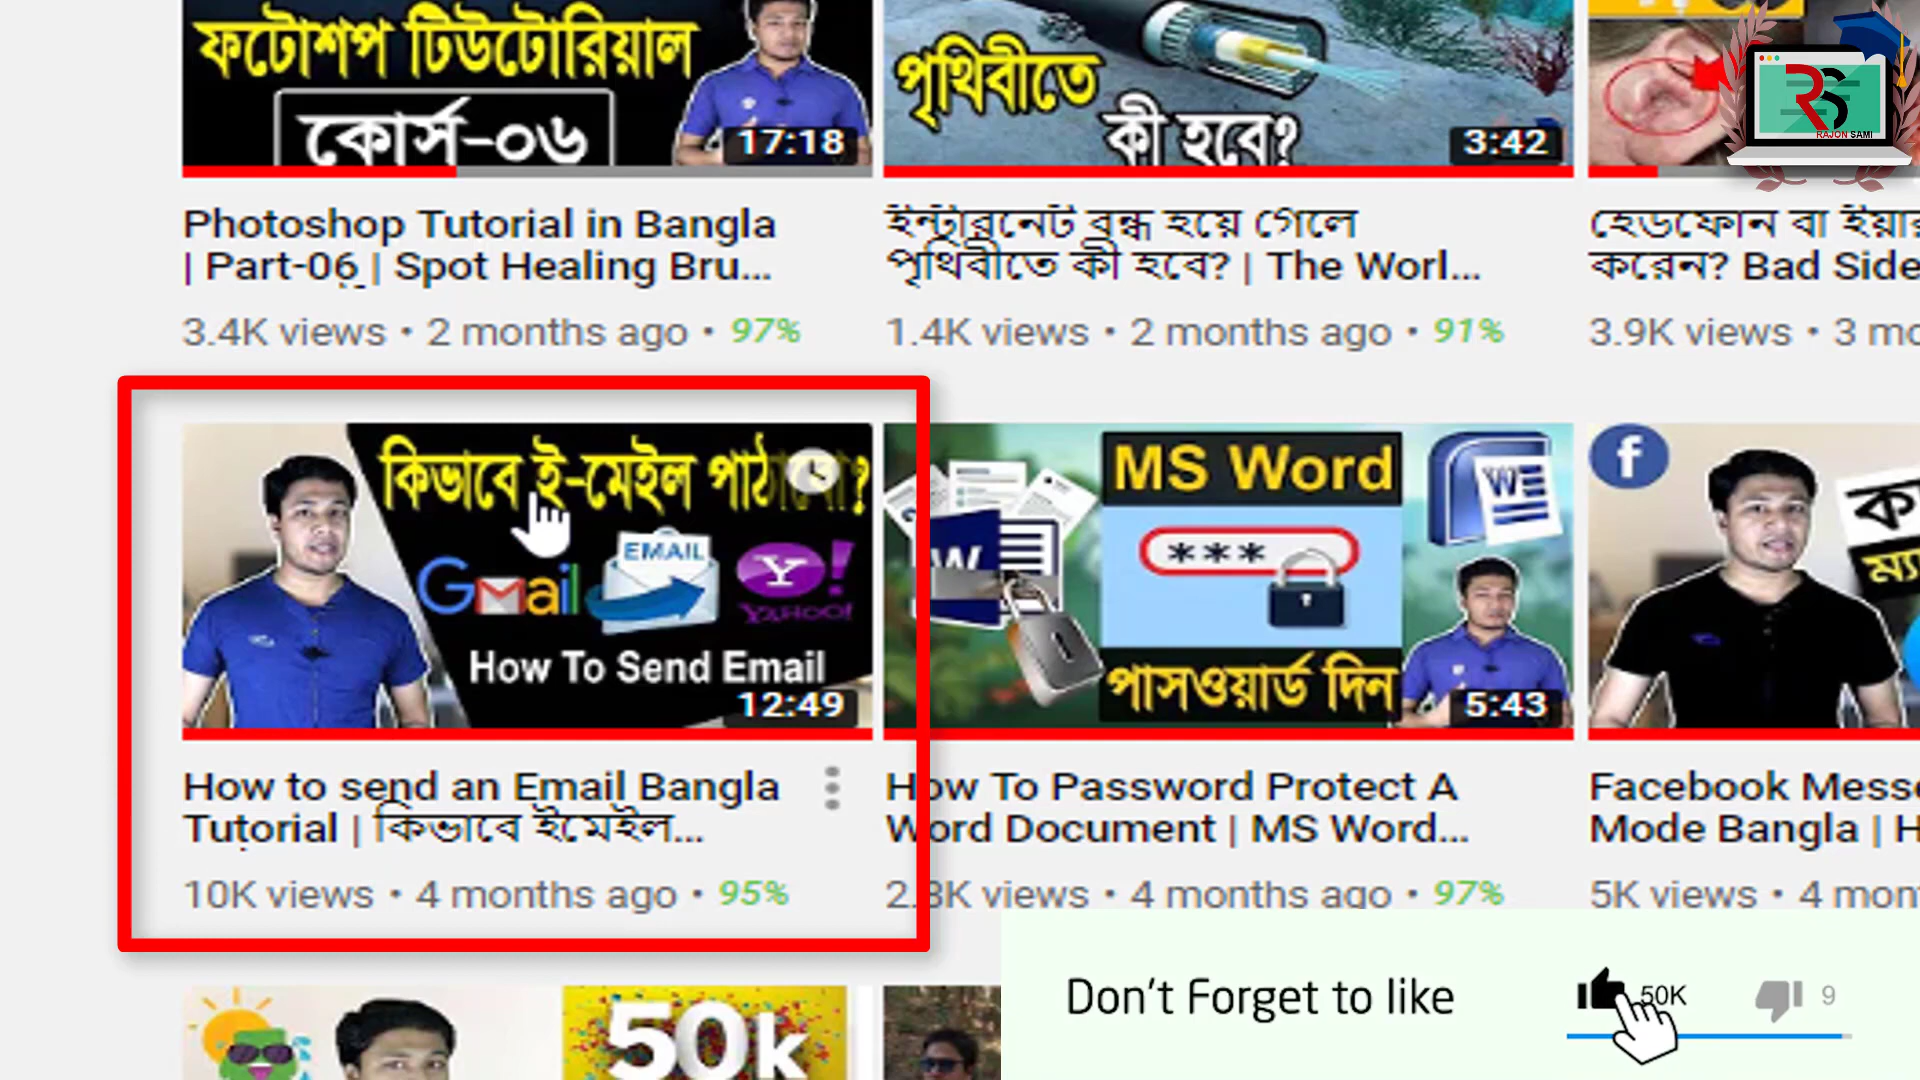 ফটোশপ টিউটোরিয়াল
কোর্স-০৬
17:18
Photoshop Tutorial in Bangla
| Part-06 | Spot Healing Bru...
3.4K views • 2 months ago • 97%
পৃথিবীতে
কী হবে?
3:42
ইন্টারনেট বন্ধ হয়ে গেলে
পৃথিবীতে কী হবে? | The Worl...
1.4K views • 2 months ago • 91%
RS
RAJON SAMI
হেডফোন বা ইয়ার
করেন? Bad Side
3.9K views • 3 mo
কিভাবে ই-মেইল
Gmail
EMAIL
Y!
YAHOO!
How To Send Email
12:49
How to send an Email Bangla
Tutorial | কিভাবে ইমেইল...
10K views • 4 months ago • 95%
MS Word
W
***
W
পাসওয়ার্ড দিন
5:43
How To Password Protect A
Word Document | MS Word...
2.8K views • 4 months ago • 97%
f
Facebook Messe
Mode Bangla | H
5K views • 4 mon
50k
Don't Forget to like
50K
9